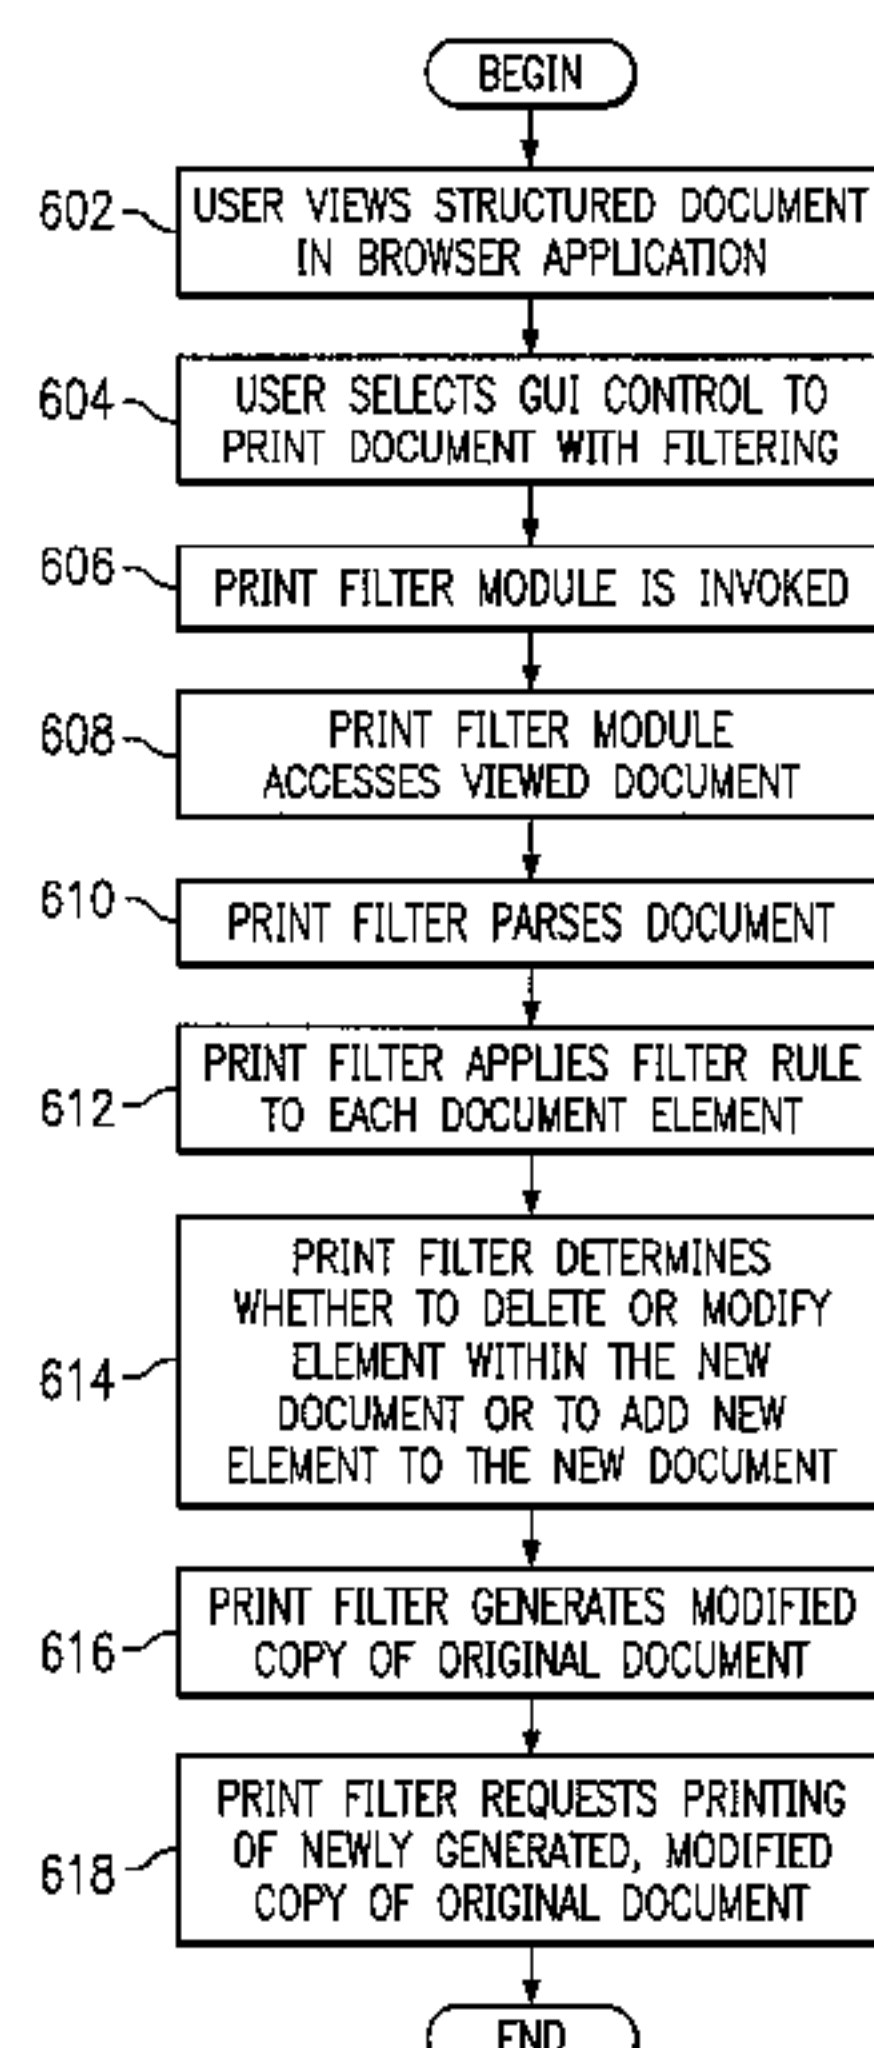 BEGIN
602
USER VIEWS STRUCTURED DOCUMENT
IN BROWSER APPLICATION
604
USER SELECTS GUI CONTROL TO
PRINT DOCUMENT WITH FILTERING
606
PRINT FILTER MODULE IS INVOKED
608
PRINT FILTER MODULE
ACCESSES VIEWED DOCUMENT
610
PRINT FILTER PARSES DOCUMENT
612
PRINT FILTER APPLIES FILTER RULE
TO EACH DOCUMENT ELEMENT
614
PRINT FILTER DETERMINES
WHETHER TO DELETE OR MODIFY
ELEMENT WITHIN THE NEW
DOCUMENT OR TO ADD NEW
ELEMENT TO THE NEW DOCUMENT
616
PRINT FILTER GENERATES MODIFIED
COPY OF ORIGINAL DOCUMENT
618
PRINT FILTER REQUESTS PRINTING
OF NEWLY GENERATED, MODIFIED
COPY OF ORIGINAL DOCUMENT
END